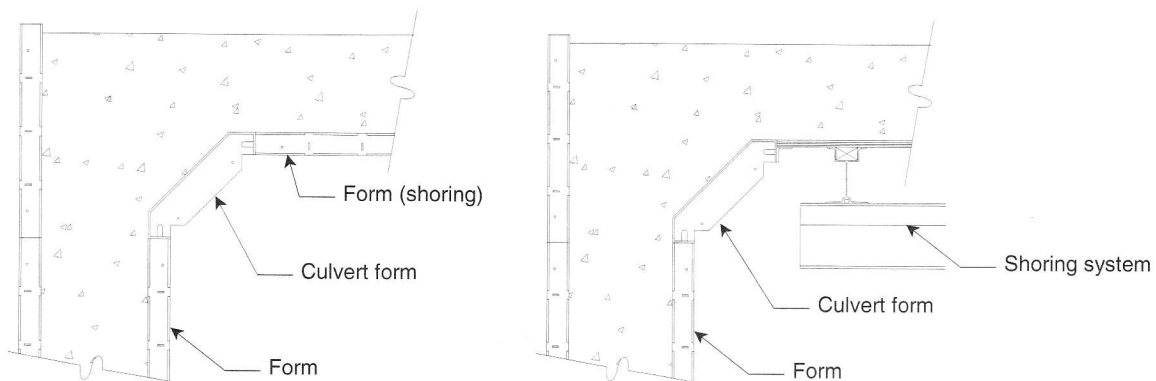 Form (shoring)
Culvert form
Form
Shoring system
Culvert form
Form